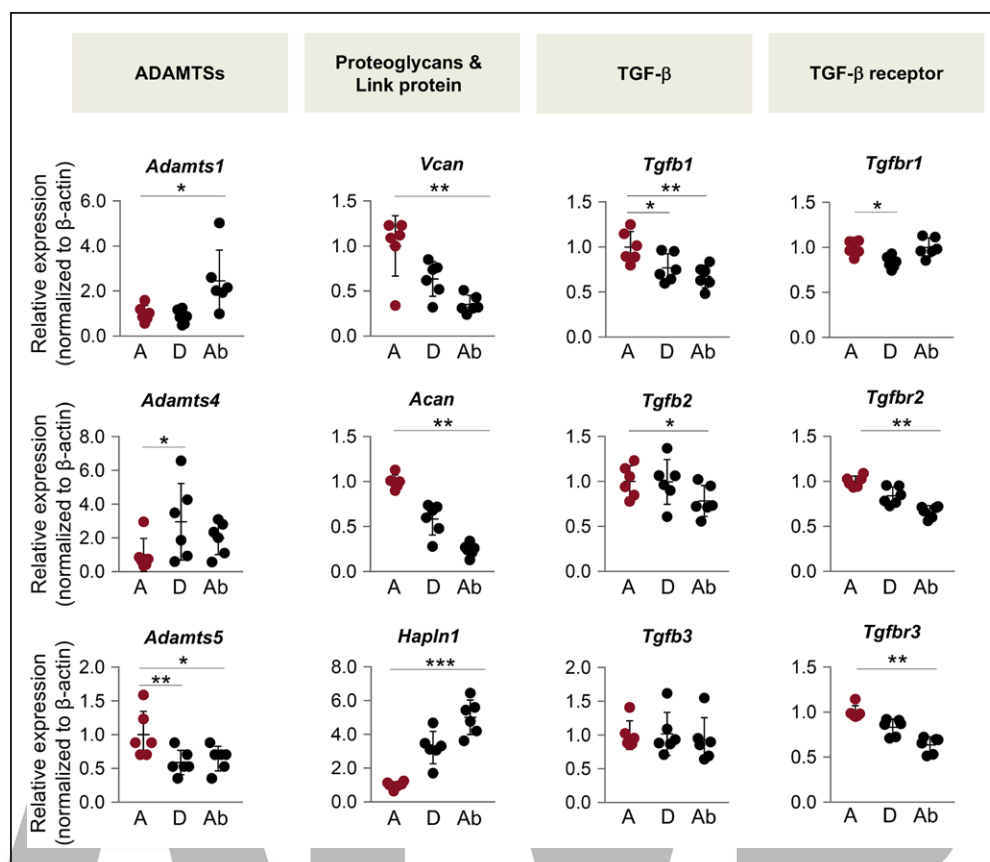 ADAMTSs
Proteoglycans &
Link protein
TGF-β
TGF-β receptor
Relative expression
(normalized to β-actin)
Adamts1
*
6.0
4.0
2.0
0.0
A D Ab
Vcan
**
1.5
1.0
0.5
0.0
A D Ab
Tgfb1
**
*
1.5
1.0
0.5
0.0
A D Ab
Tgfbr1
*
1.5
1.0
0.5
0.0
A D Ab
Relative expression
(normalized to β-actin)
Adamts4
*
8.0
6.0
4.0
2.0
0.0
A D Ab
Acan
**
1.5
1.0
0.5
0.0
A D Ab
Tgfb2
*
1.5
1.0
0.5
0.0
A D Ab
Tgfbr2
**
1.5
1.0
0.5
0.0
A D Ab
Relative expression
(normalized to β-actin)
Adamts5
*
**
2.0
1.5
1.0
0.5
0.0
A D Ab
Hapln1
***
8.0
6.0
4.0
2.0
0.0
A D Ab
Tgfb3
2.0
1.5
1.0
0.5
0.0
A D Ab
Tgfbr3
**
1.5
1.0
0.5
0.0
A D Ab